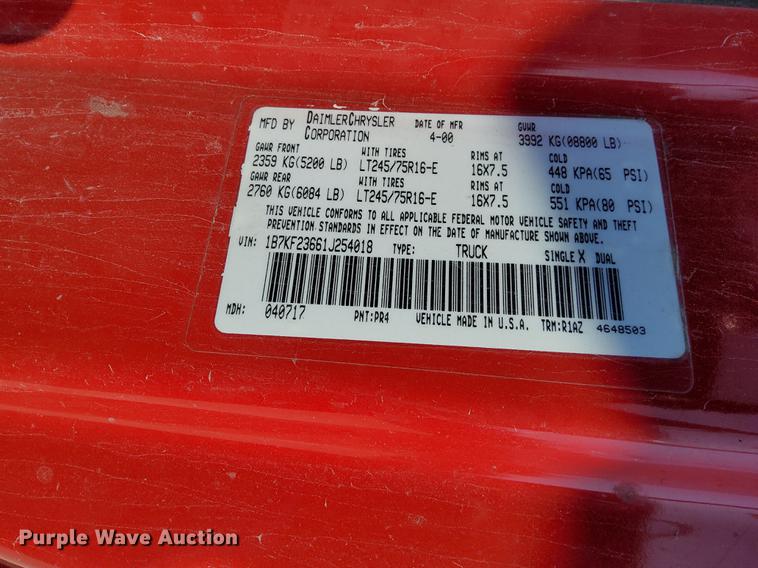 MFD BY DAIMLERCHRYSLER CORPORATION DATE OF MFR 4-00 GVWR 3992 KG(08800 LB)
GAWR FRONT WITH TIRES RIMS AT COLD
2359 KG(5200 LB) LT245/75R16-E 16X7.5 448 KPA(65 PSI)
GAWR REAR WITH TIRES RIMS AT COLD
2760 KG(6084 LB) LT245/75R16-E 16X7.5 551 KPA(80 PSI)
THIS VEHICLE CONFORMS TO ALL APPLICABLE FEDERAL MOTOR VEHICLE SAFETY AND THEFT
PREVENTION STANDARDS IN EFFECT ON THE DATE OF MANUFACTURE SHOWN ABOVE.
VIN: 1B7KF23661J254018 TYPE: TRUCK SINGLE X DUAL
MDH: 040717 PNT:PR4 VEHICLE MADE IN U.S.A. TRM:R1AZ 4648503
Purple Wave Auction